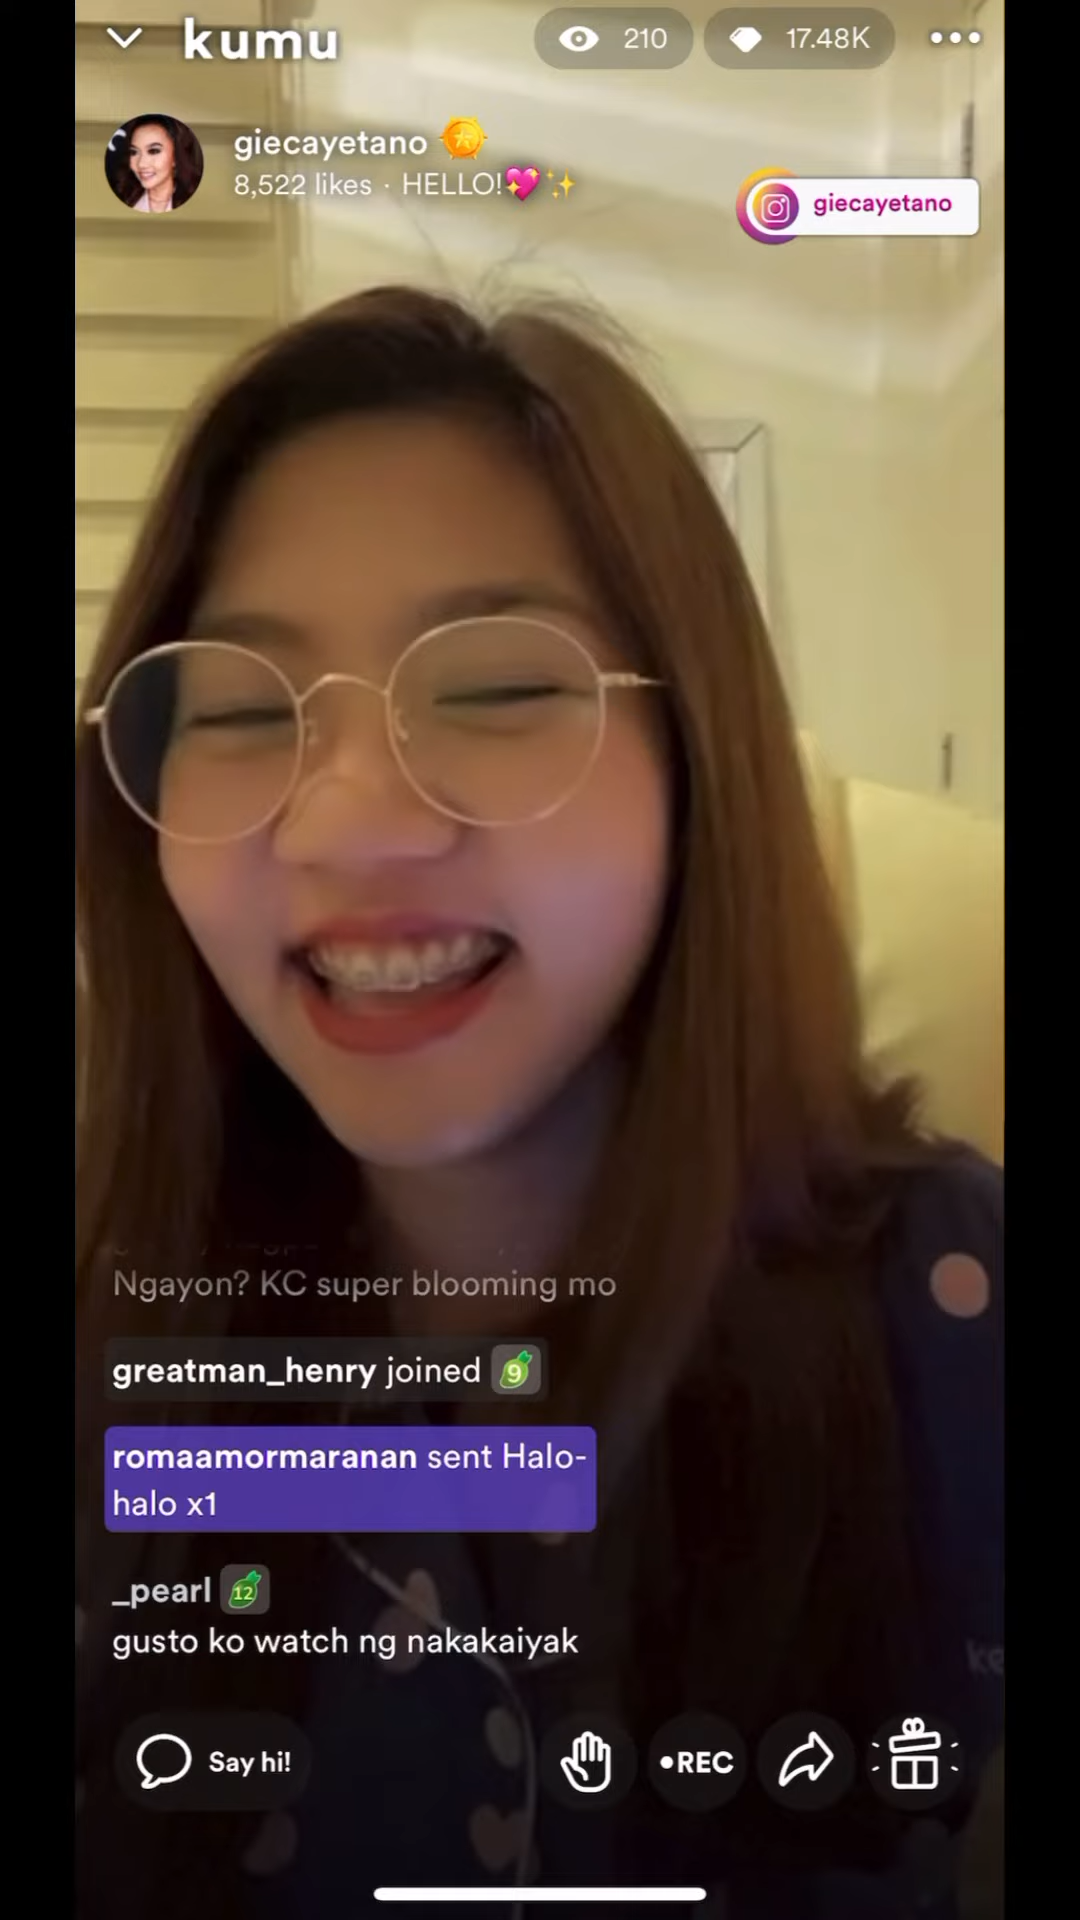 kumu
210
17.48K
giecayetano
8,522 likes · HELLO!💖✨
giecayetano
Ngayon? KC super blooming mo
greatman_henry joined 9
romaamormaranan sent Halo-
halo x1
_pearl 12
gusto ko watch ng nakakaiyak
Say hi!
•REC